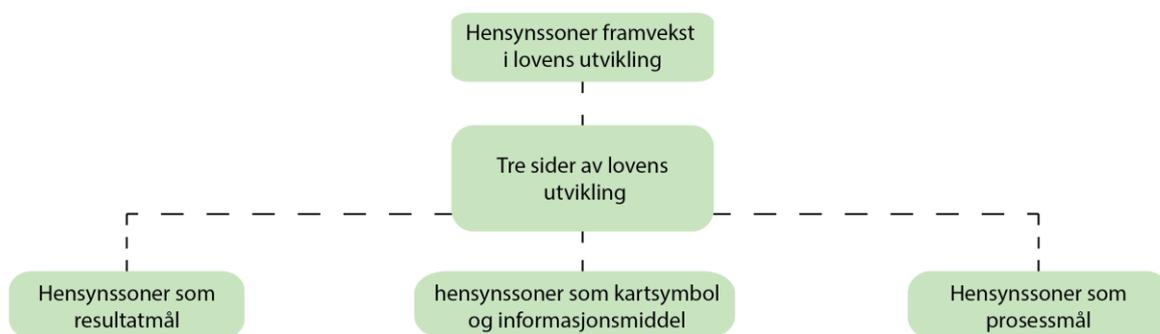 Hensynssoner framvekst
i lovens utvikling
Tre sider av lovens
utvikling
Hensynssoner som
resultatmål
hensynssoner som kartsymbol
og informasjonsmiddel
Hensynssoner som
prosessmål